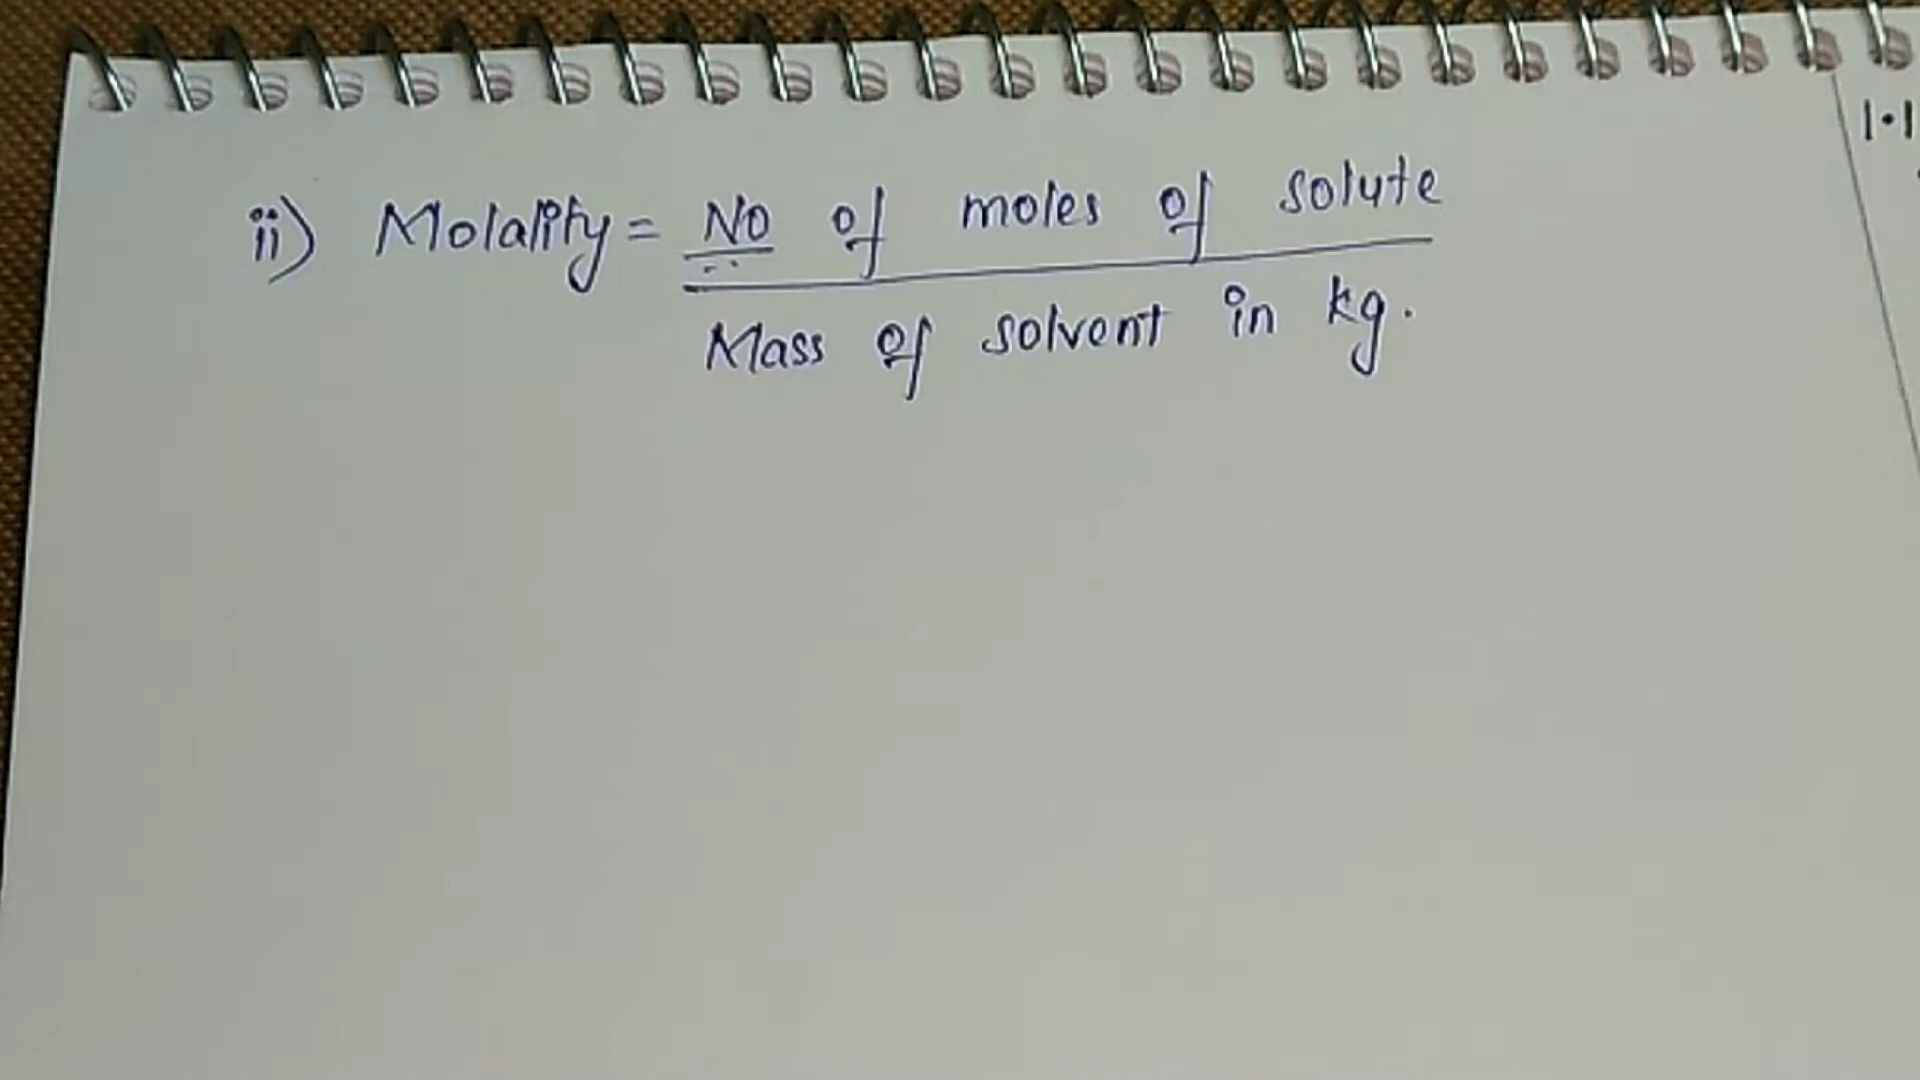 ii) Molality = No of moles of solute
Mass of solvent in kg.
1.1